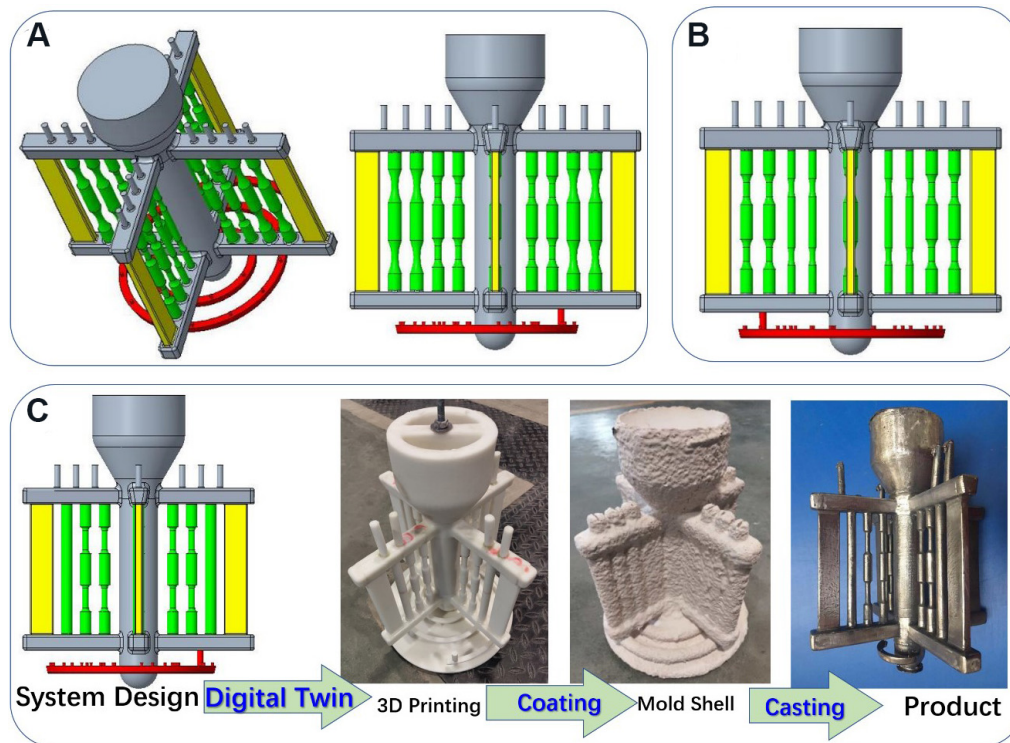 A
B
C
System Design
Digital Twin
3D Printing
Coating
Mold Shell
Casting
Product